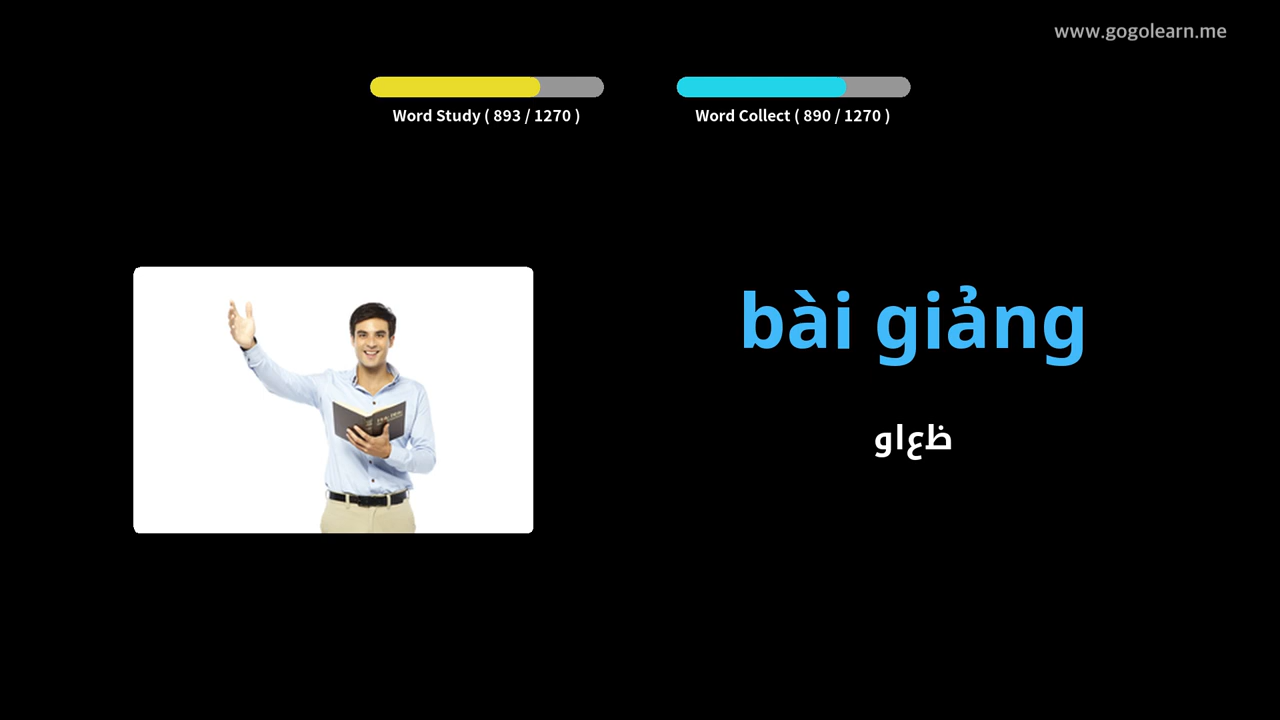 www.gogolearn.me
Word Study ( 893 / 1270 )
Word Collect ( 890 / 1270 )
bài giảng
ظعاو